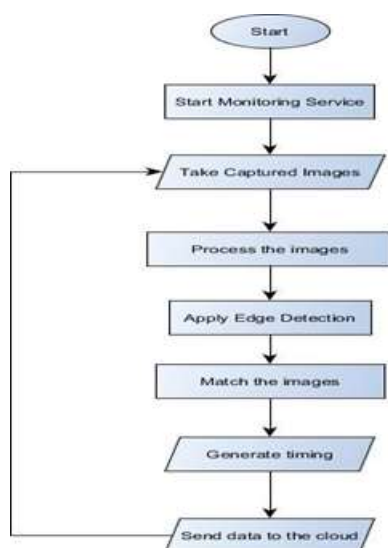 Start
Start Monitoring Service
Take Captured Images
Process the images
Apply Edge Detection
Match the images
Generate timing
Send data to the cloud